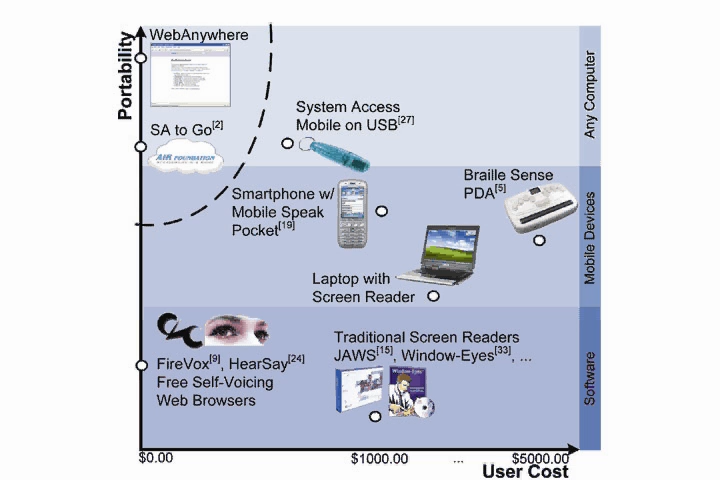 Portability
WebAnywhere
SA to Go[2]
AIR FOUNDATION
System Access
Mobile on USB[27]
Any Computer
Smartphone w/
Mobile Speak
Pocket[19]
Braille Sense
PDA[5]
Laptop with
Screen Reader
Mobile Devices
FireVox[9], HearSay[24]
Free Self-Voicing
Web Browsers
Traditional Screen Readers
JAWS[15], Window-Eyes[33], ...
Window-Eyes
Software
$0.00 $1000.00 ... $5000.00
User Cost